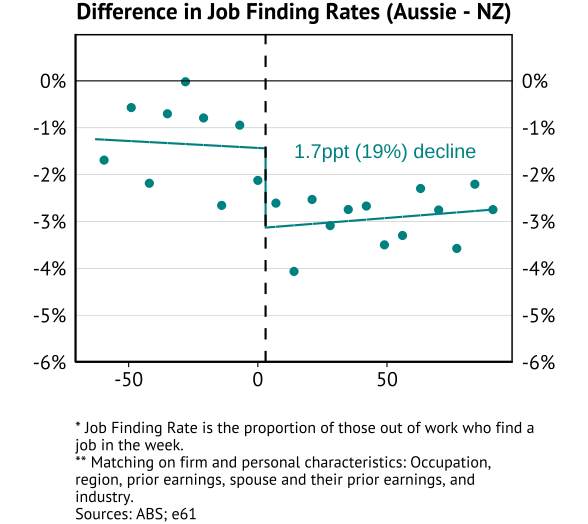 Difference in Job Finding Rates (Aussie - NZ)
0% 0%
-1% -1%
1.7ppt (19%) decline
-2% -2%
-3% -3%
-4% -4%
-5% -5%
-6% -6%
-50 0 50
* Job Finding Rate is the proportion of those out of work who find a
job in the week.
** Matching on firm and personal characteristics: Occupation,
region, prior earnings, spouse and their prior earnings, and
industry.
Sources: ABS; e61